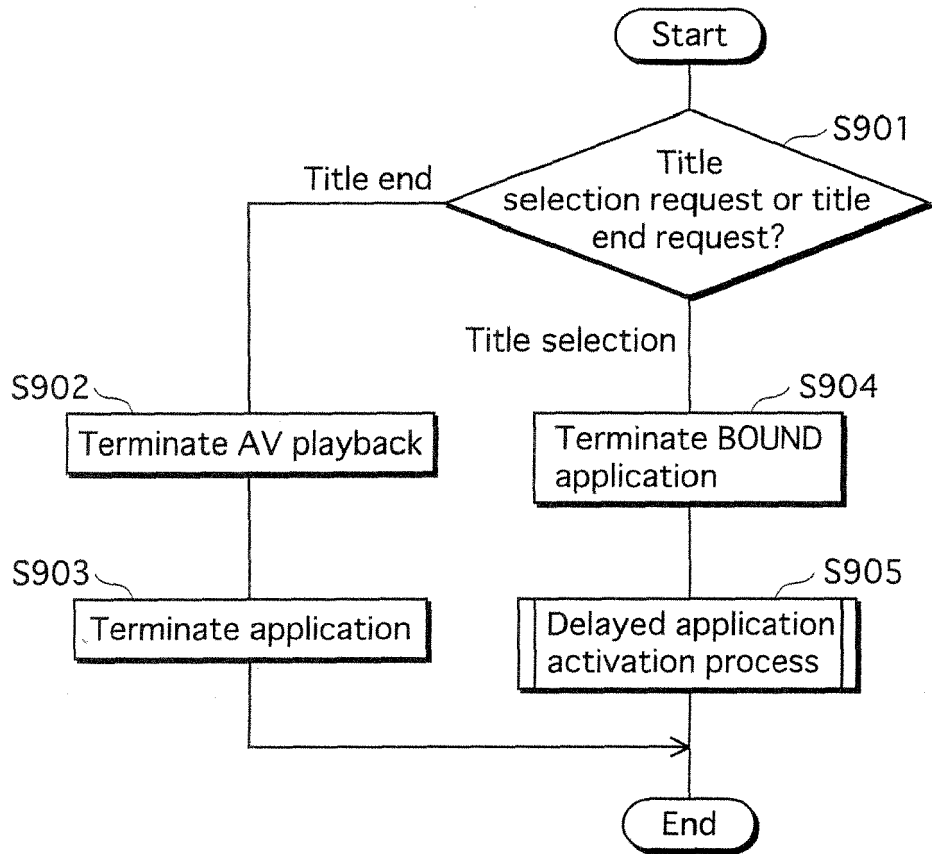 Start
S901
Title
selection request or title
end request?
Title end
Title selection
S902
Terminate AV playback
S904
Terminate BOUND
application
S903
Terminate application
S905
Delayed application
activation process
End